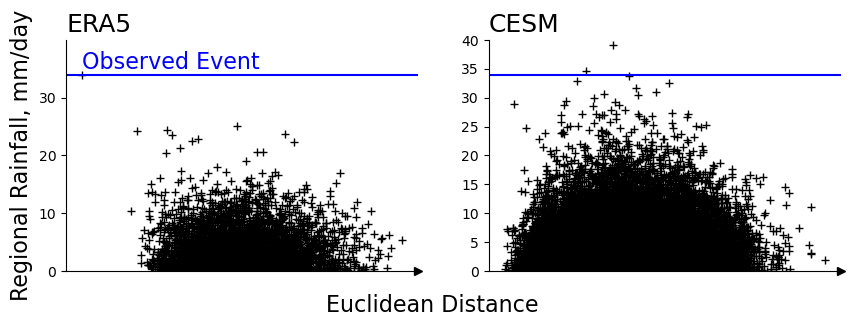 ERA5
CESM
Regional Rainfall, mm/day
Observed Event
30
20
10
0
40
35
30
25
20
15
10
5
0
Euclidean Distance